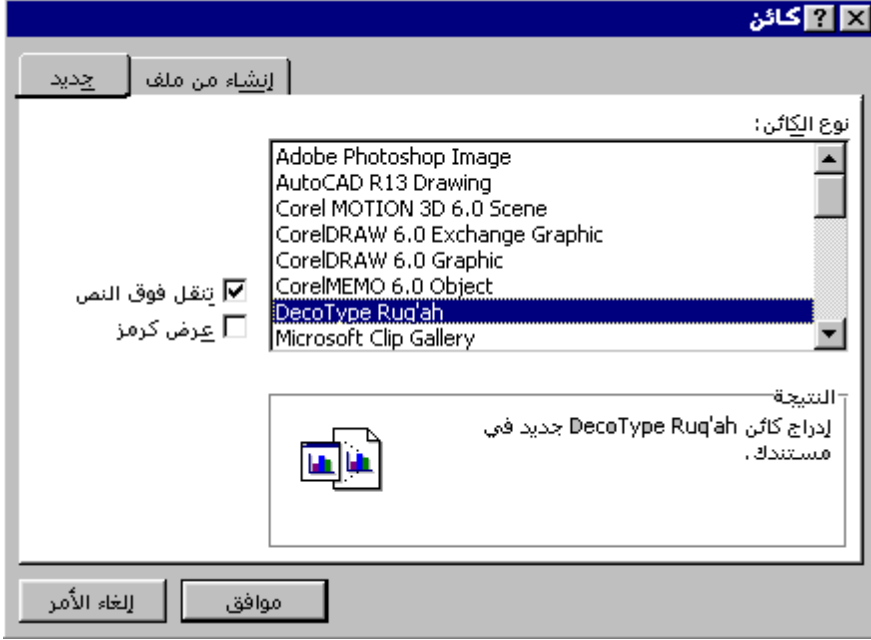 كائن
جديد
إنشاء من ملف
نوع الكائن:
Adobe Photoshop Image
AutoCAD R13 Drawing
Corel MOTION 3D 6.0 Scene
CorelDRAW 6.0 Exchange Graphic
CorelDRAW 6.0 Graphic
CorelMEMO 6.0 Object
DecoType Ruq'ah
Microsoft Clip Gallery
تنقل فوق النص
عرض كرمز
النتيجة
إدراج كائن DecoType Ruq'ah جديد في
مستندك.
موافق
إلغاء الأمر